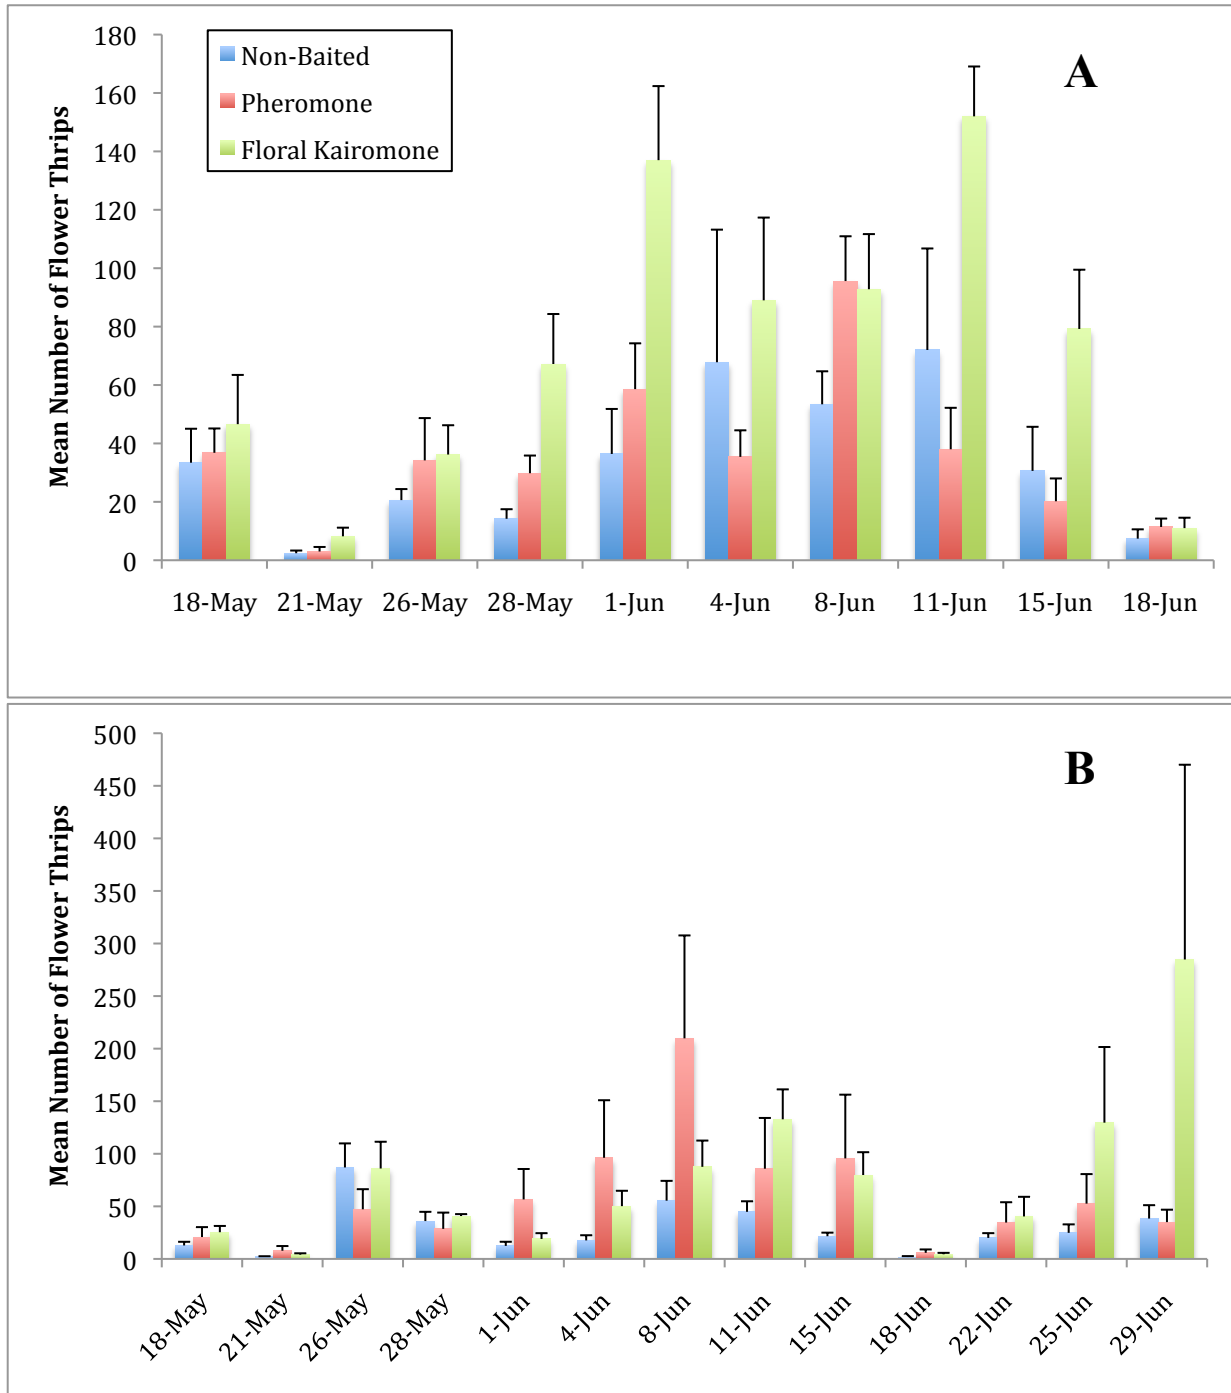 A
Non-Baited
Pheromone
Floral Kairomone
Mean Number of Flower Thrips
180
160
140
120
100
80
60
40
20
0
18-May 21-May 26-May 28-May 1-Jun 4-Jun 8-Jun 11-Jun 15-Jun 18-Jun
B
Mean Number of Flower Thrips
500
450
400
350
300
250
200
150
100
50
0
18-May 21-May 26-May 28-May 1-Jun 4-Jun 8-Jun 11-Jun 15-Jun 18-Jun 22-Jun 25-Jun 29-Jun